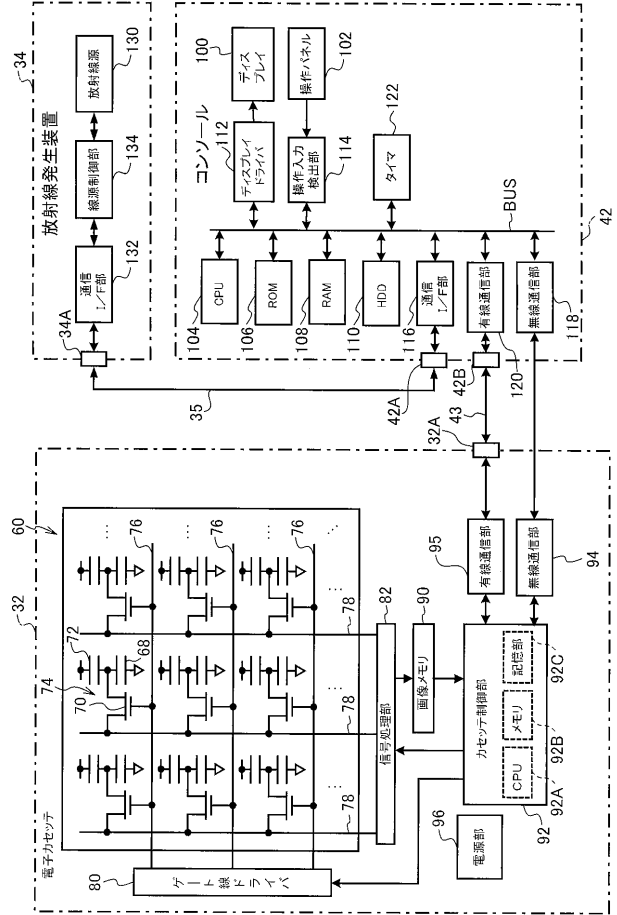 34
放射線発生装置
放射線源
130
線源制御部
134
通信
I/F部
132
34A
35
コンソール
ディス
プレイ
100
操作パネル
102
ディスプレイ
ドライバ
112
操作入力
検出部
114
タイマ
122
BUS
42
CPU
104
ROM
106
RAM
108
HDD
110
通信
I/F部
116
有線通信部
120
無線通信部
118
42A
42B
43
32A
32
電子カセッテ
60
76
76
76
…
…
…
…
…
…
…
72
68
74
70
78
78
78
80
ゲート線ドライバ
82
信号処理部
90
画像メモリ
95
有線通信部
94
無線通信部
カセッテ制御部
CPU
92A
メモリ
92B
記憶部
92C
92
96
電源部